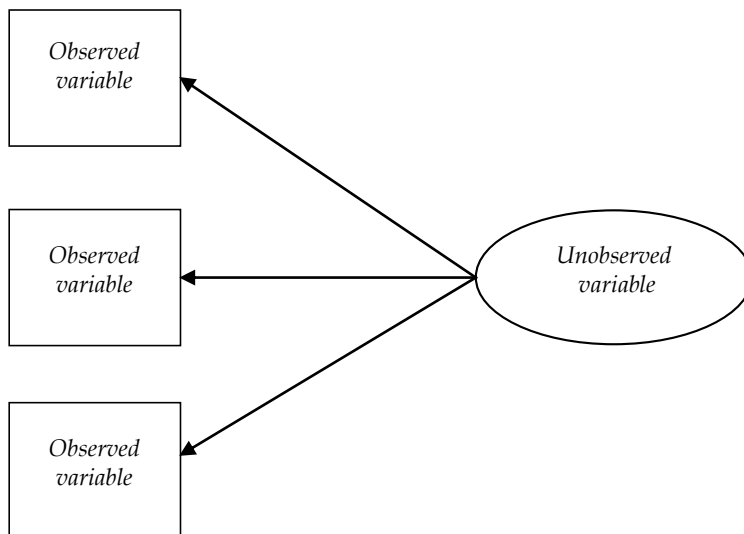 Observed
variable
Observed
variable
Unobserved
variable
Observed
variable